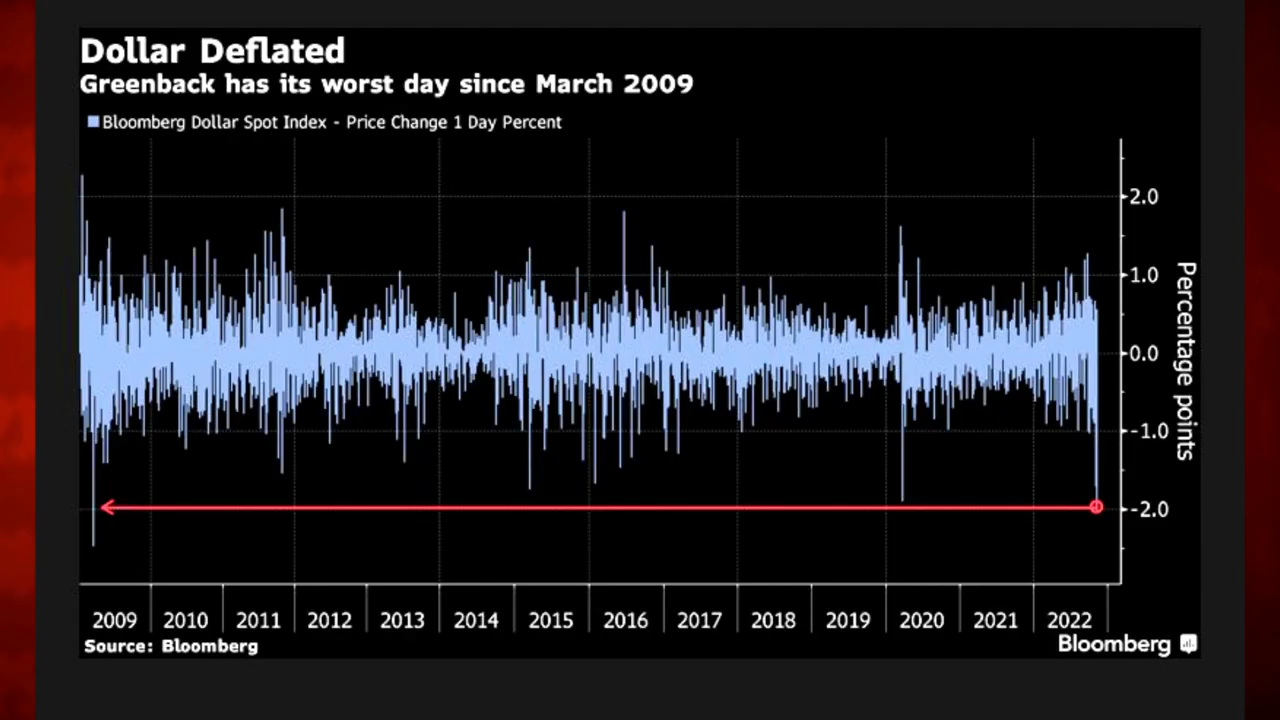 Dollar Deflated
Greenback has its worst day since March 2009
Bloomberg Dollar Spot Index - Price Change 1 Day Percent
2.0
1.0
0.0
-1.0
-2.0
Percentage points
2009 2010 2011 2012 2013 2014 2015 2016 2017 2018 2019 2020 2021 2022
Source: Bloomberg
Bloomberg